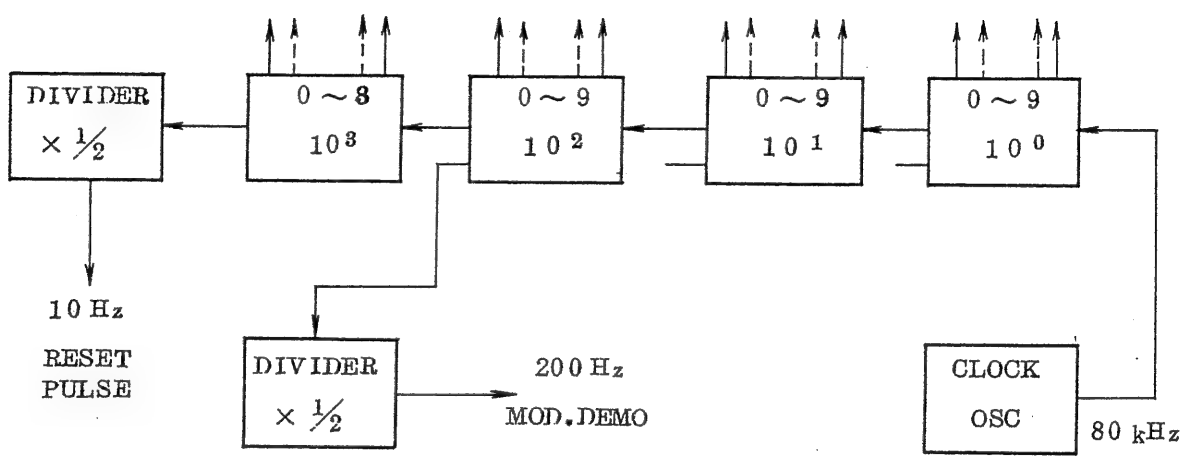 DIVIDER
× 1/2
0 ~ 3
10³
0 ~ 9
10²
0 ~ 9
10¹
0 ~ 9
10⁰
10 Hz
RESET
PULSE
DIVIDER
× 1/2
200 Hz
MOD.DEMO
CLOCK
OSC
80 kHz